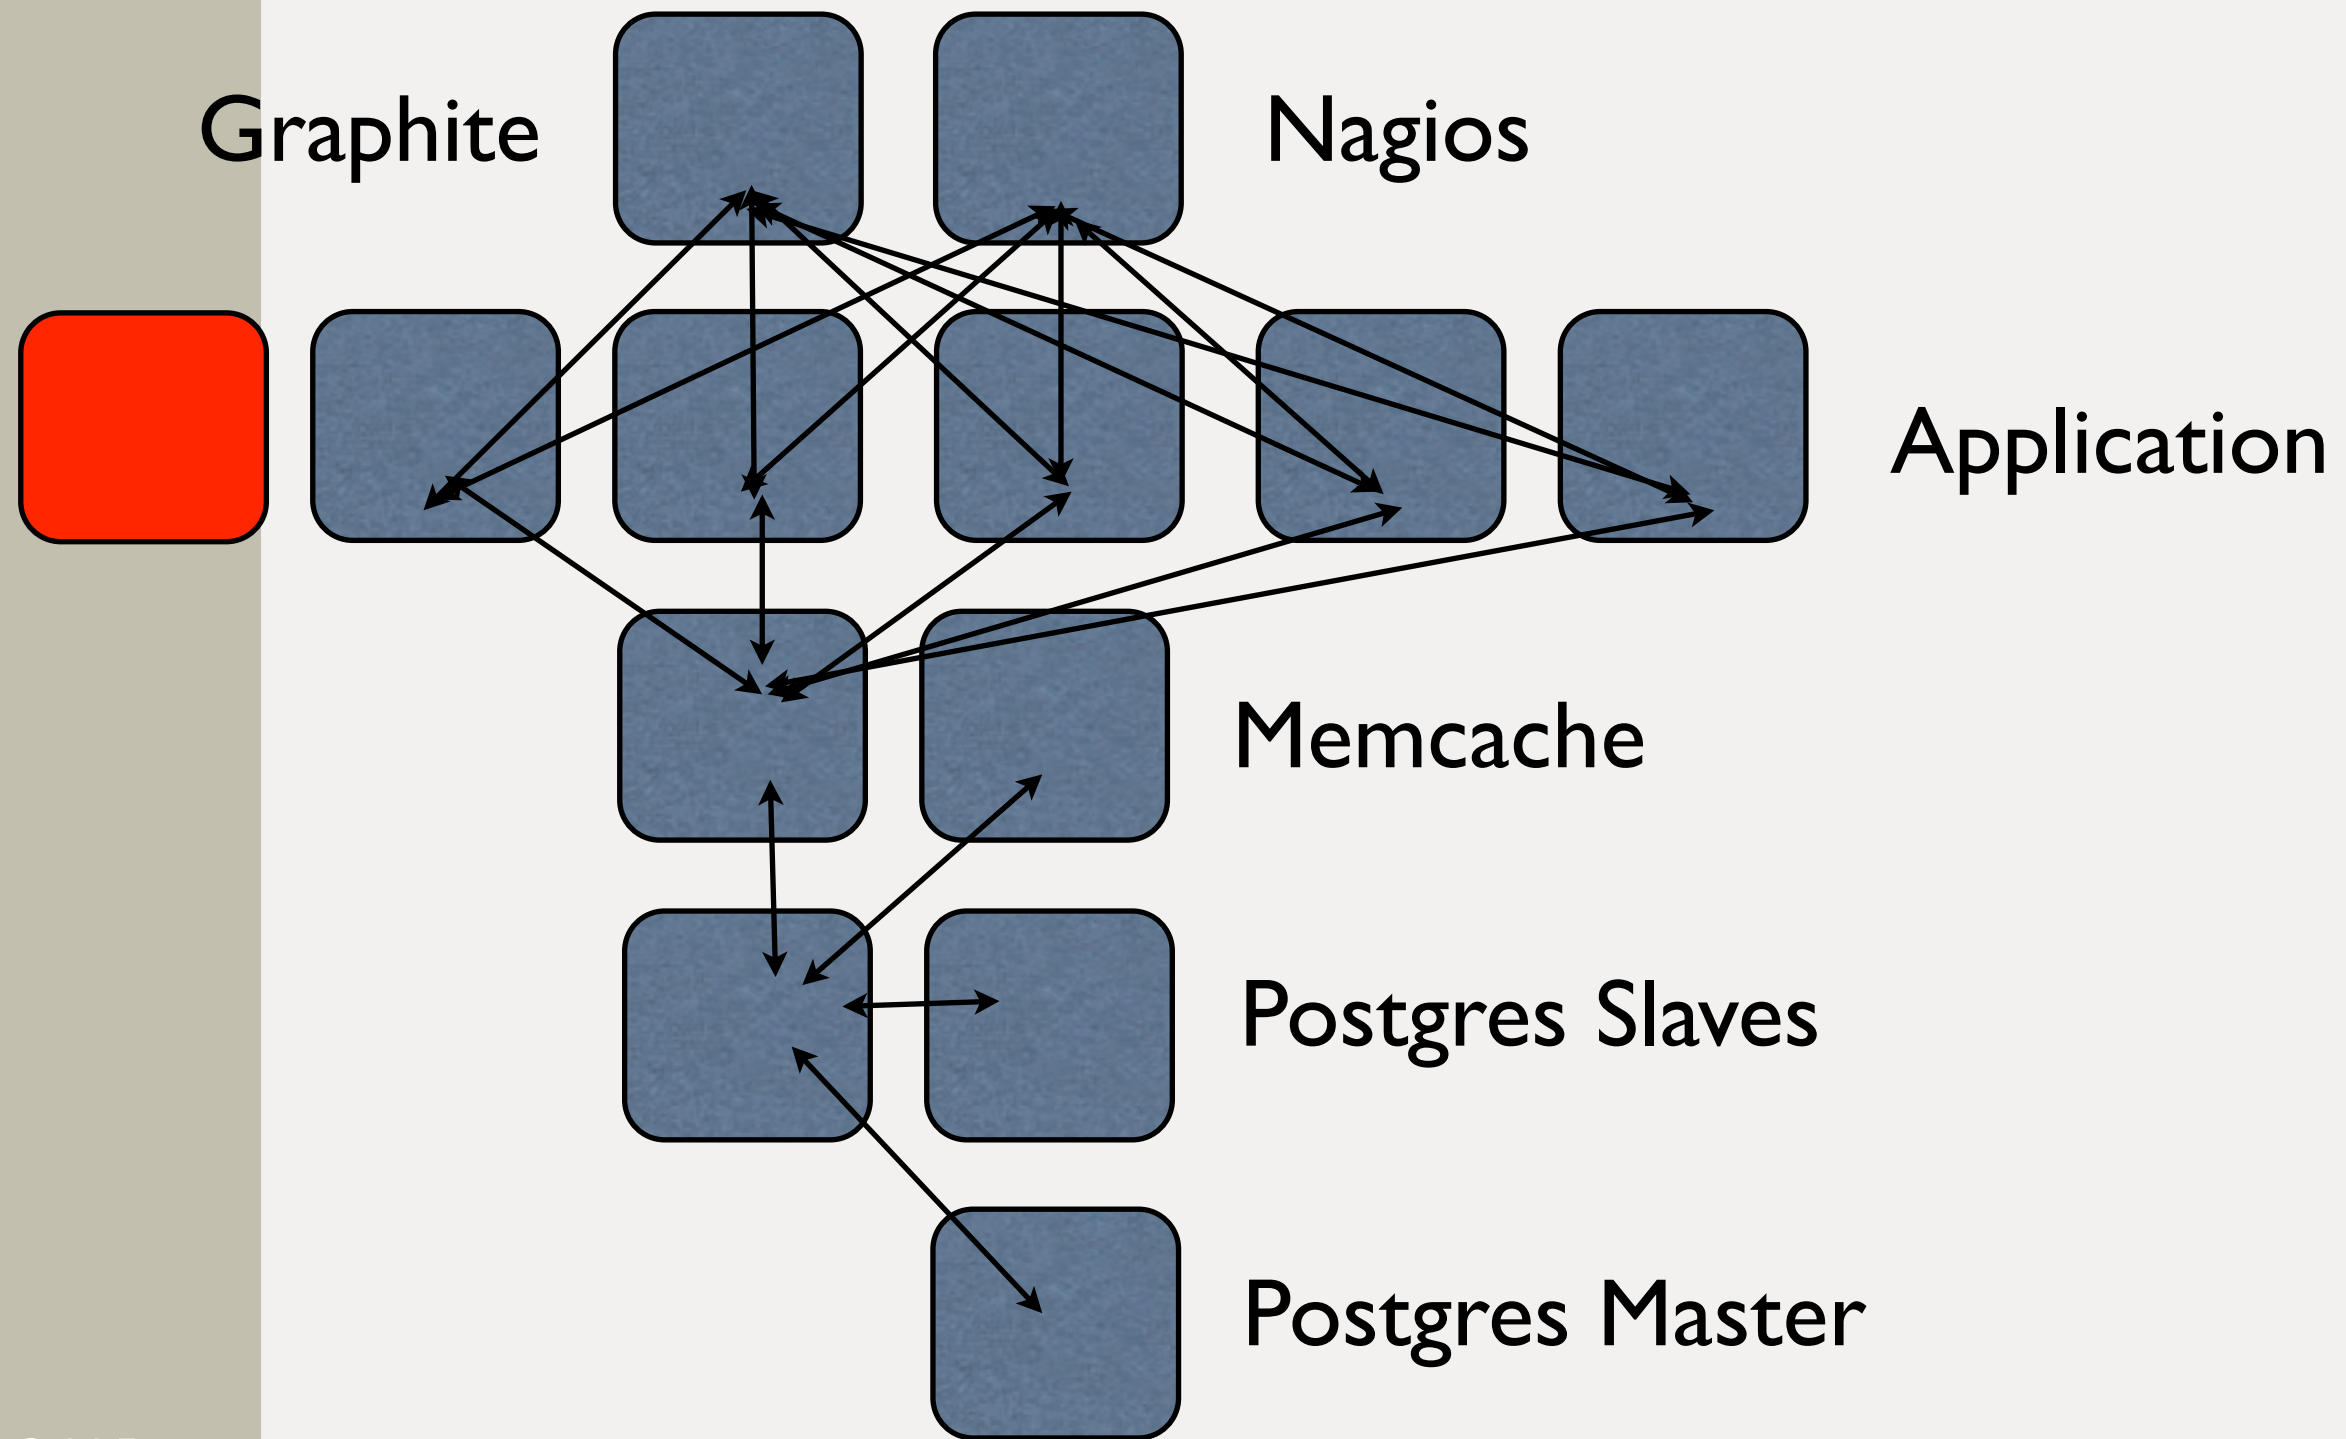 Graphite
Nagios
Application
Memcache
Postgres Slaves
Postgres Master